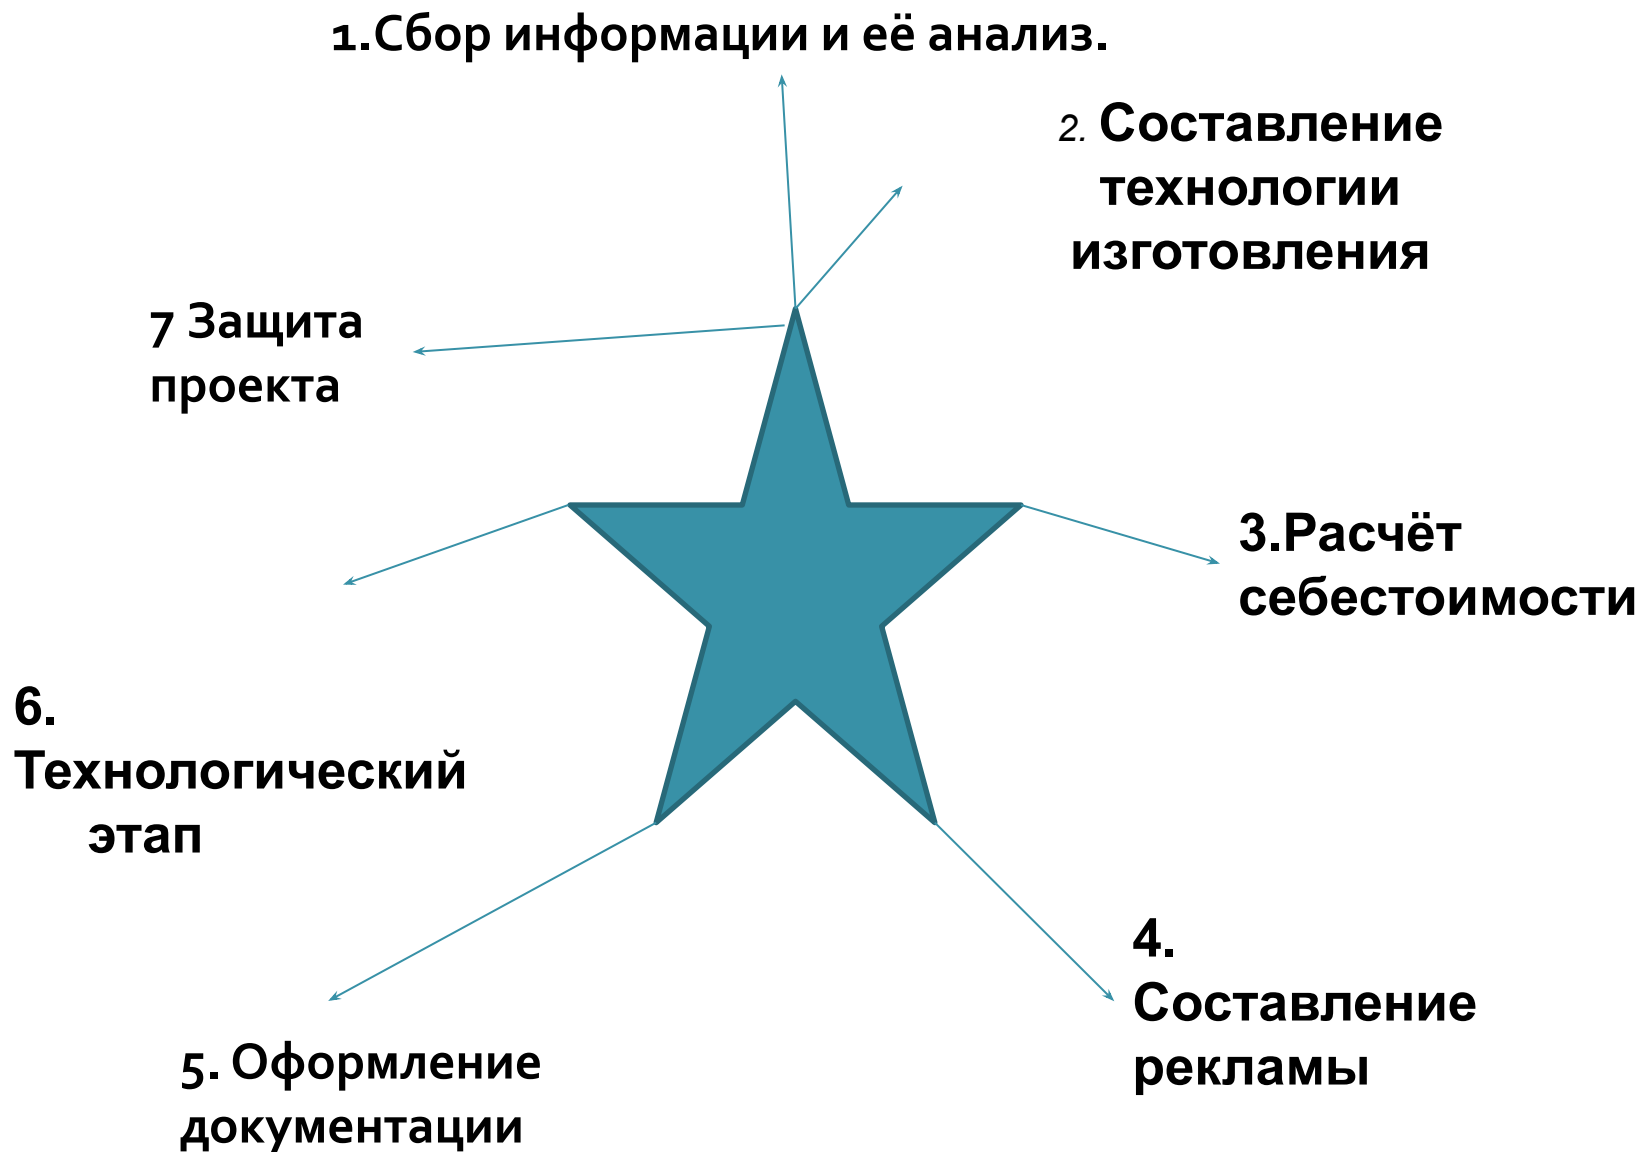 1.Сбор информации и её анализ.
2. Составление
технологии
изготовления
3.Расчёт
себестоимости
4.
Составление
рекламы
5. Оформление
документации
6.
Технологический
этап
7 Защита
проекта